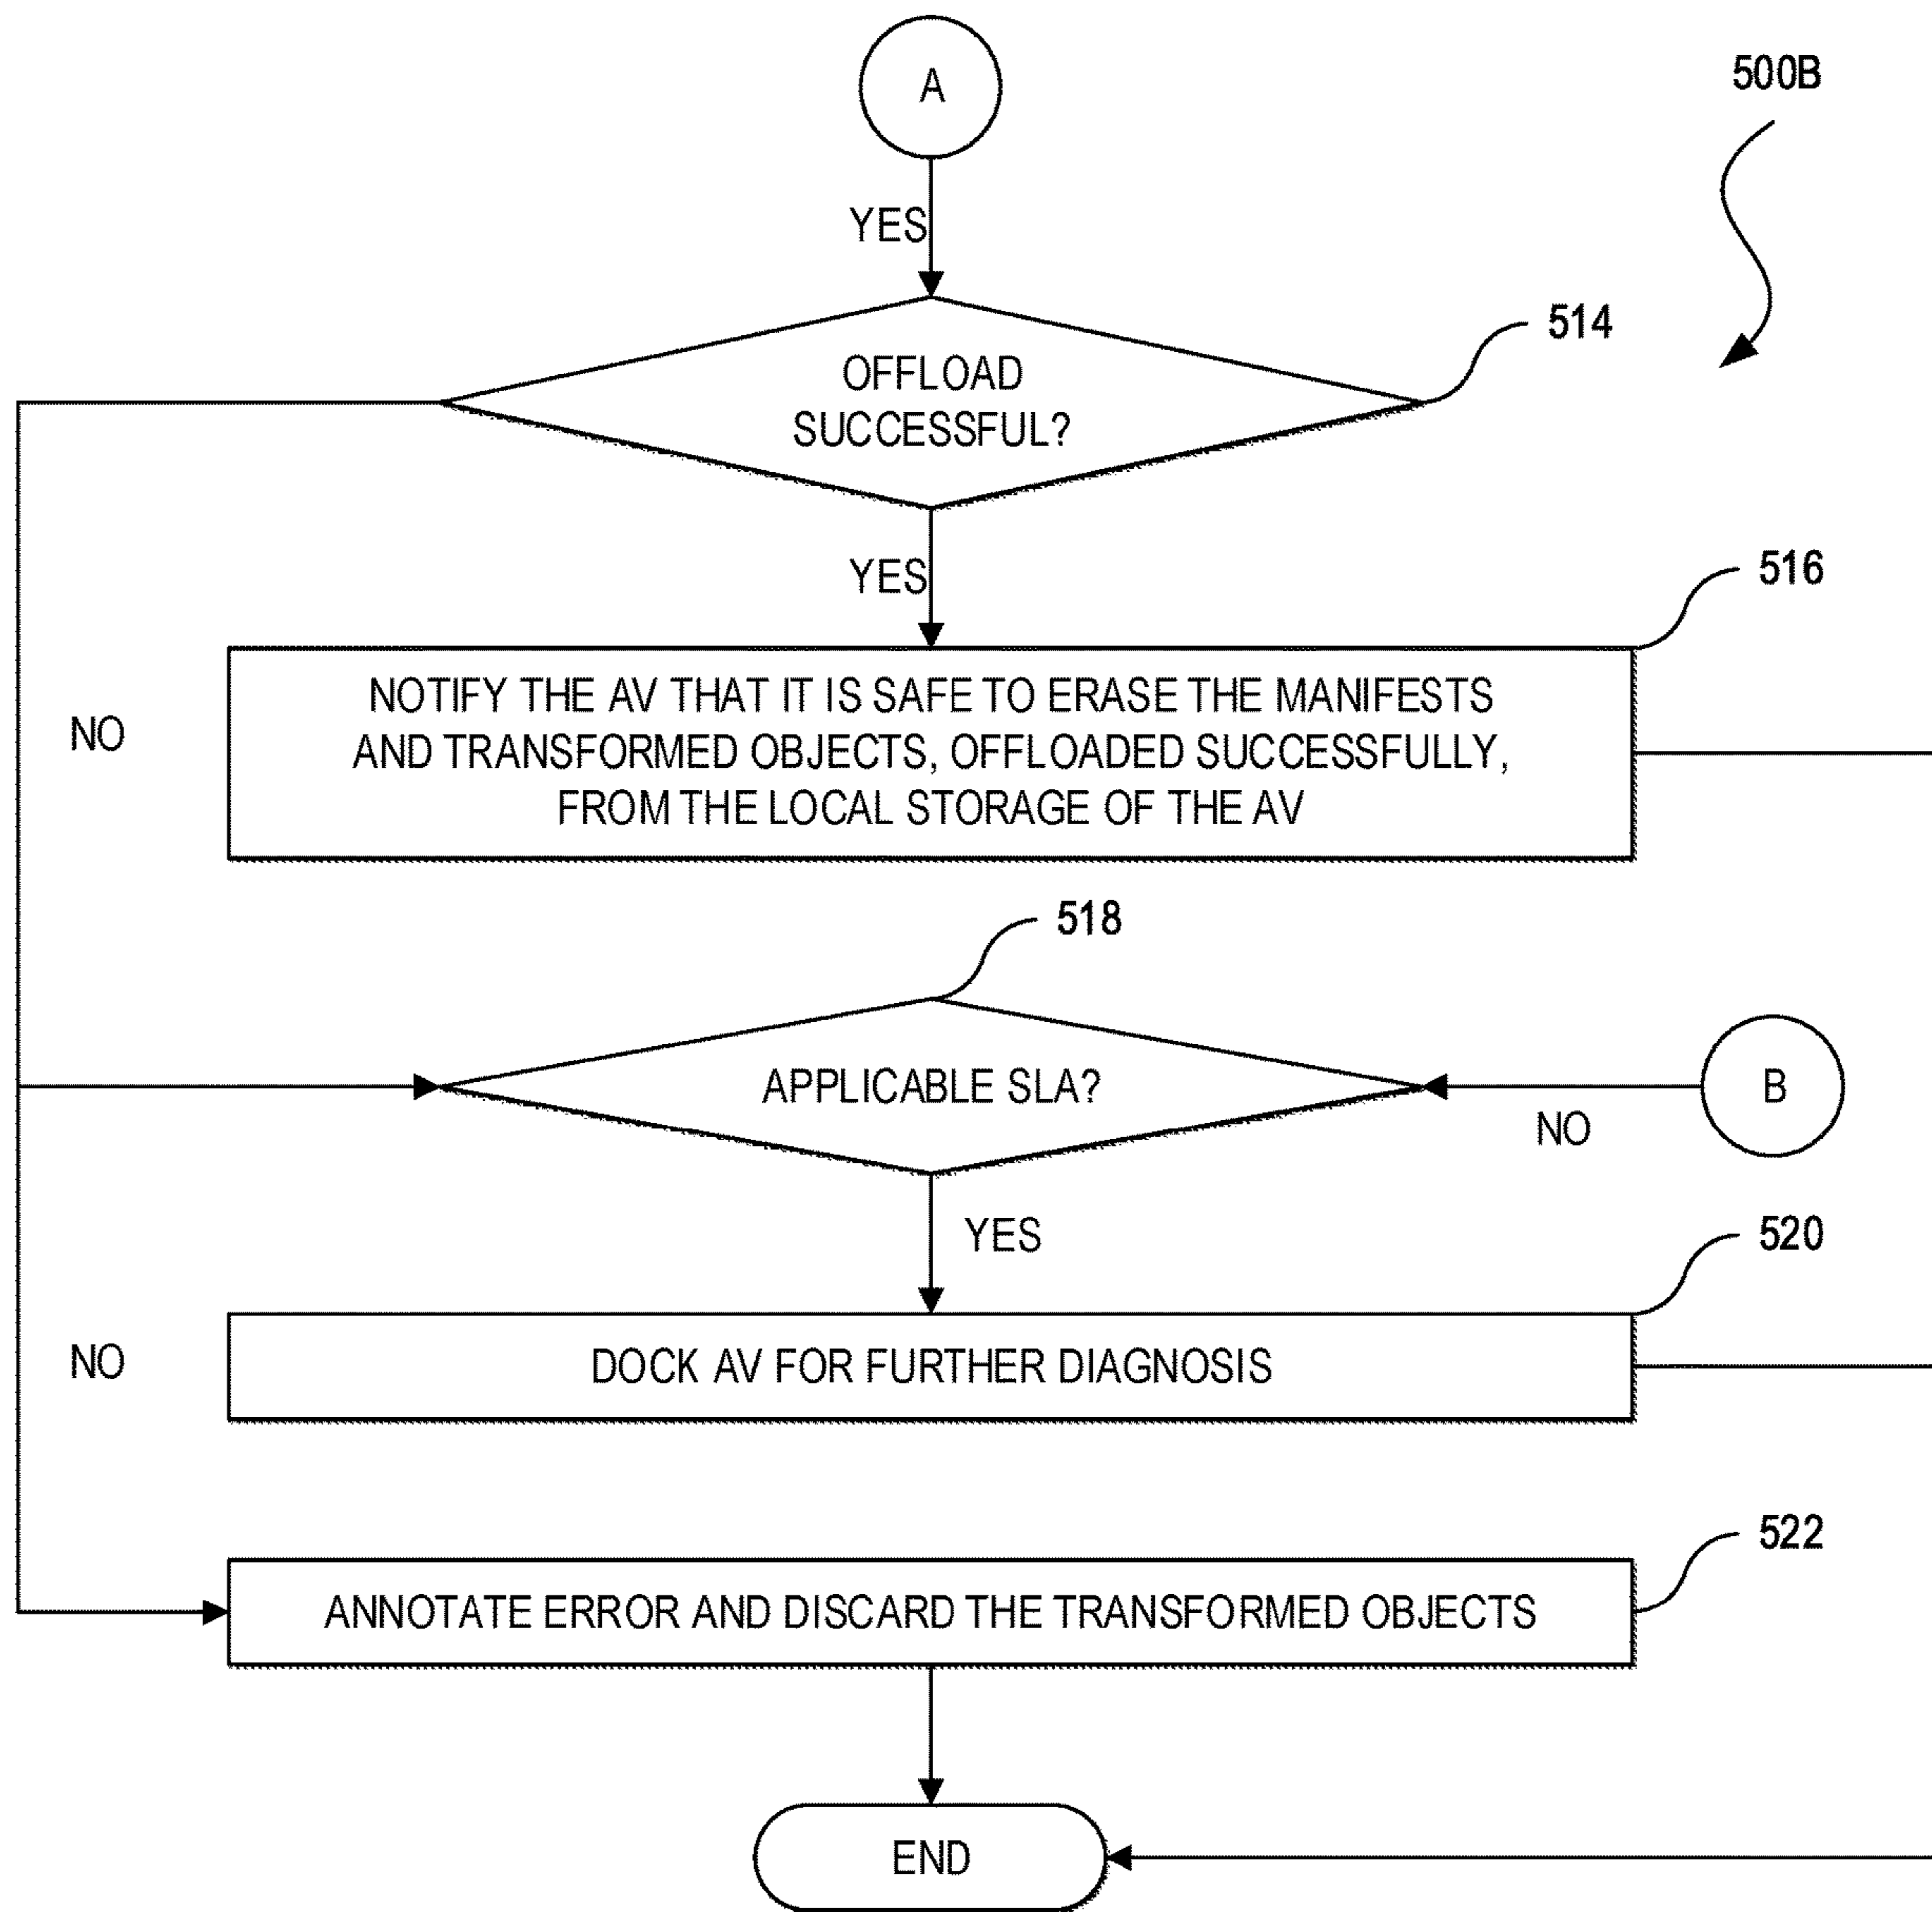 A
500B
YES
514
OFFLOAD
SUCCESSFUL?
YES
516
NO
NOTIFY THE AV THAT IT IS SAFE TO ERASE THE MANIFESTS
AND TRANSFORMED OBJECTS, OFFLOADED SUCCESSFULLY,
FROM THE LOCAL STORAGE OF THE AV
518
APPLICABLE SLA?
B
NO
YES
520
NO
DOCK AV FOR FURTHER DIAGNOSIS
522
ANNOTATE ERROR AND DISCARD THE TRANSFORMED OBJECTS
END